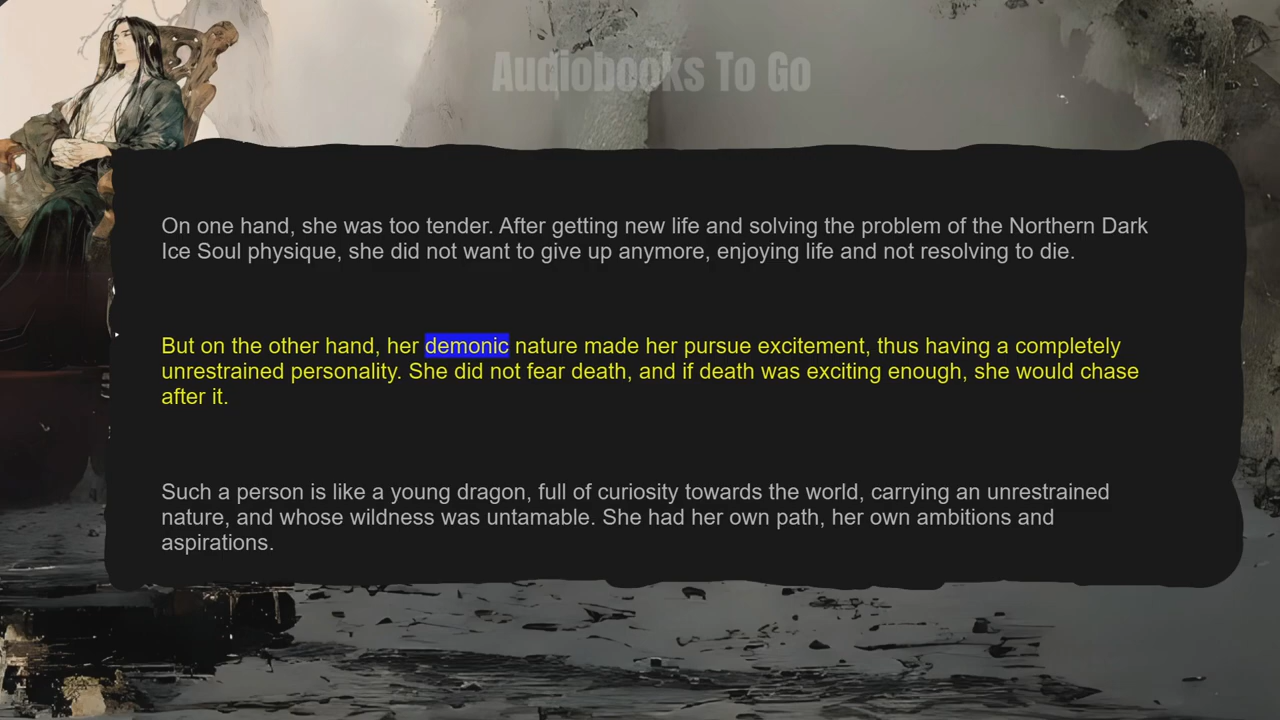 Audiobooks To Go
On one hand, she was too tender. After getting new life and solving the problem of the Northern Dark
Ice Soul physique, she did not want to give up anymore, enjoying life and not resolving to die.
But on the other hand, her demonic nature made her pursue excitement, thus having a completely
unrestrained personality. She did not fear death, and if death was exciting enough, she would chase
after it.
Such a person is like a young dragon, full of curiosity towards the world, carrying an unrestrained
nature, and whose wildness was untamable. She had her own path, her own ambitions and
aspirations.